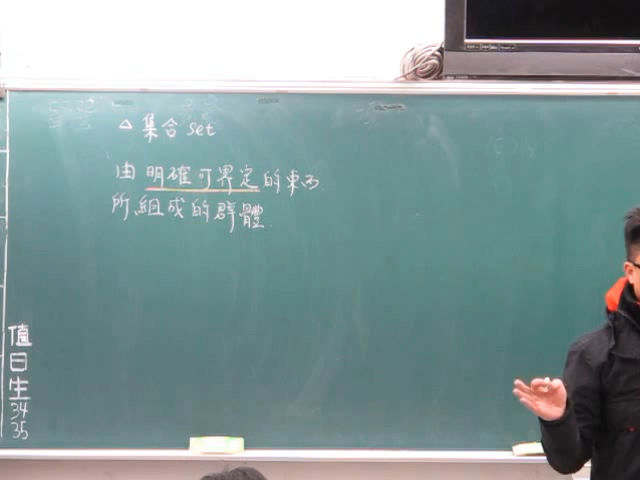 △ 集合 set
由明確可界定的東西
所組成的群體
值日生
34
35